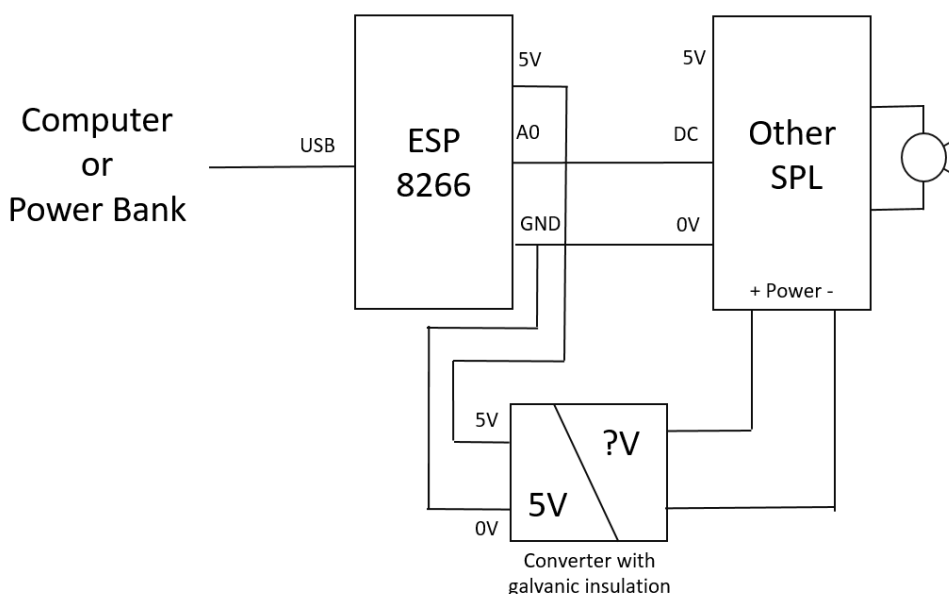 Computer
or
Power Bank
USB
ESP
8266
5V
A0
GND
5V
DC
0V
Other
SPL
+ Power -
5V
0V
5V
?V
Converter with
galvanic insulation